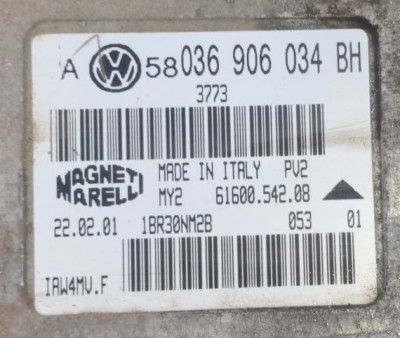 A VW 58 036 906 034 BH
3773
MAGNETI MARELLI
MADE IN ITALY PV2
MY2 61600.542.08
22.02.01 1BR30NM2B 053 01
IAW4MV.F